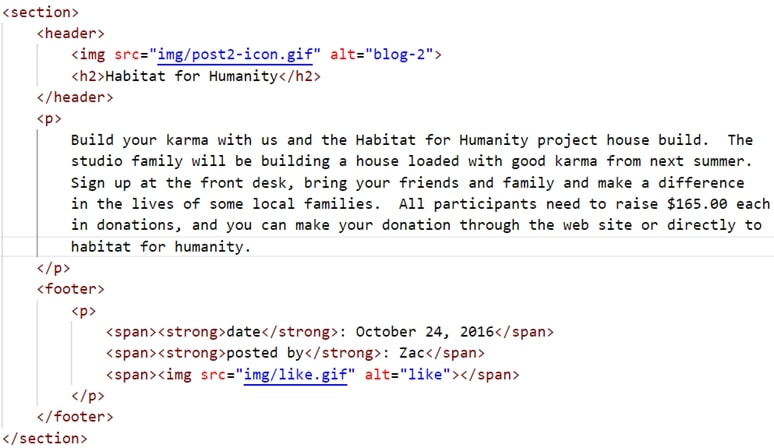 <section>
<header>
<img src="img/post2-icon.gif" alt="blog-2">
<h2>Habitat for Humanity</h2>
</header>
<p>
Build your karma with us and the Habitat for Humanity project house build.  The
studio family will be building a house loaded with good karma from next summer.
Sign up at the front desk, bring your friends and family and make a difference
in the lives of some local families.  All participants need to raise $165.00 each
in donations, and you can make your donation through the web site or directly to
habitat for humanity.
</p>
<footer>
<p>
<span><strong>date</strong>: October 24, 2016</span>
<span><strong>posted by</strong>: Zac</span>
<span><img src="img/like.gif" alt="like"></span>
</p>
</footer>
</section>